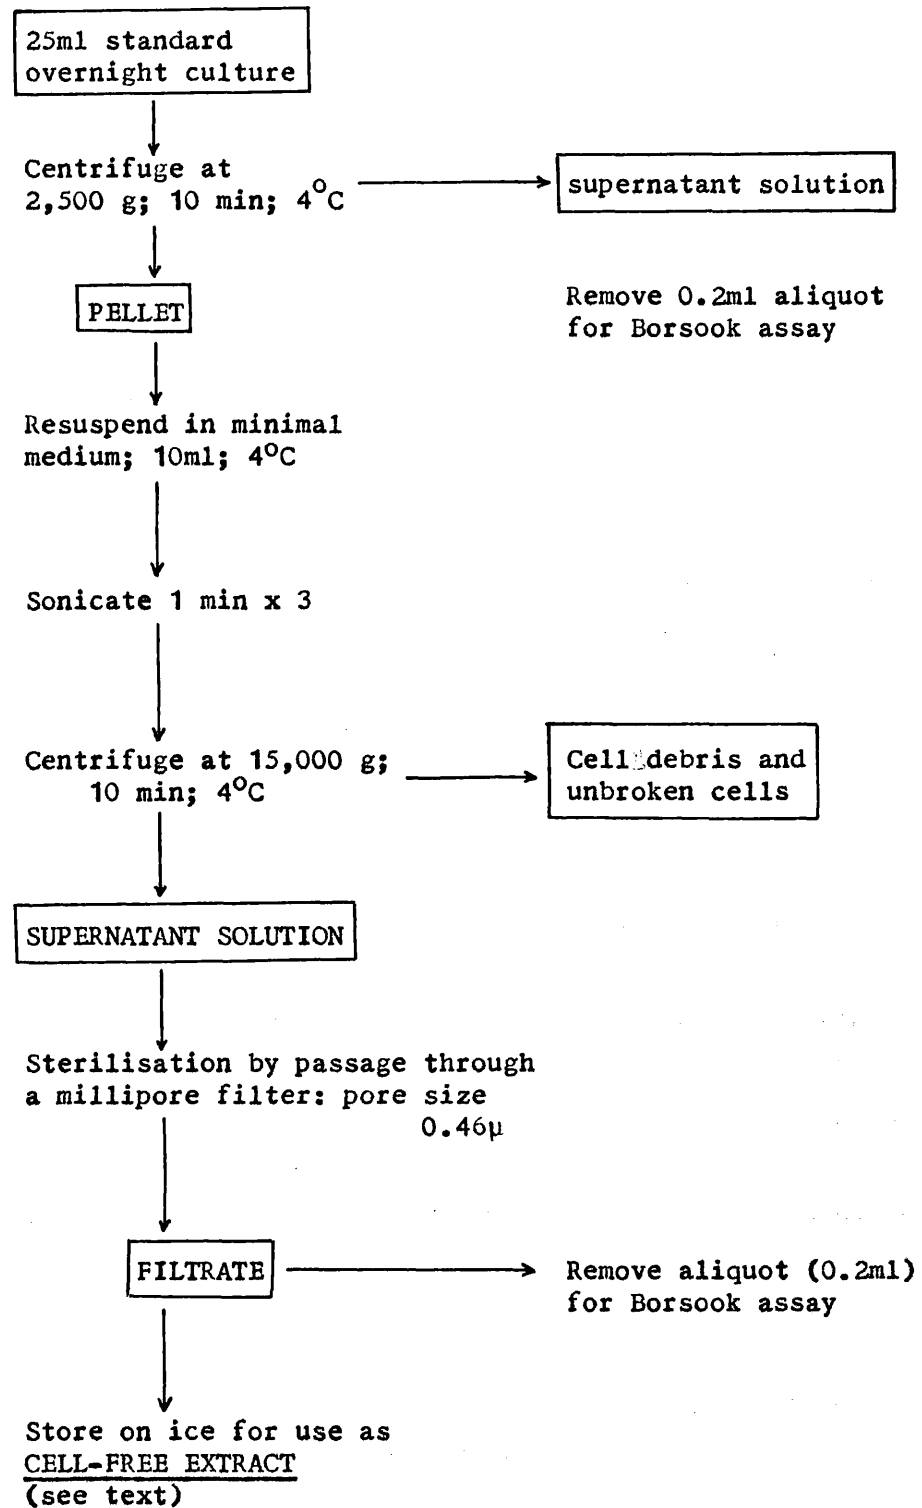 25ml standard
overnight culture
Centrifuge at
2,500 g; 10 min; 4°C
supernatant solution
PELLET
Remove 0.2ml aliquot
for Borsook assay
Resuspend in minimal
medium; 10ml; 4°C
Sonicate 1 min x 3
Centrifuge at 15,000 g;
10 min; 4°C
Cell debris and
unbroken cells
SUPERNATANT SOLUTION
Sterilisation by passage through
a millipore filter: pore size
0.46µ
FILTRATE
Remove aliquot (0.2ml)
for Borsook assay
Store on ice for use as
CELL-FREE EXTRACT
(see text)